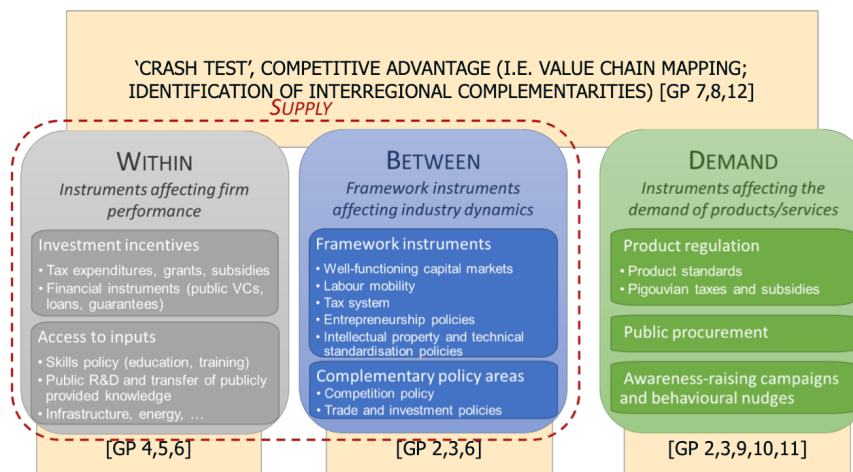 ‘CRASH TEST’, COMPETITIVE ADVANTAGE (I.E. VALUE CHAIN MAPPING;
IDENTIFICATION OF INTERREGIONAL COMPLEMENTARITIES) [GP 7,8,12]
SUPPLY
WITHIN
Instruments affecting firm
performance
Investment incentives
• Tax expenditures, grants, subsidies
• Financial instruments (public VCs,
loans, guarantees)
Access to inputs
• Skills policy (education, training)
• Public R&D and transfer of publicly
provided knowledge
• Infrastructure, energy, ...
[GP 4,5,6]
BETWEEN
Framework instruments
affecting industry dynamics
Framework instruments
• Well-functioning capital markets
• Labour mobility
• Tax system
• Entrepreneurship policies
• Intellectual property and technical
standardisation policies
Complementary policy areas
• Competition policy
• Trade and investment policies
[GP 2,3,6]
DEMAND
Instruments affecting the
demand of products/services
Product regulation
• Product standards
• Pigouvian taxes and subsidies
Public procurement
Awareness-raising campaigns
and behavioural nudges
[GP 2,3,9,10,11]